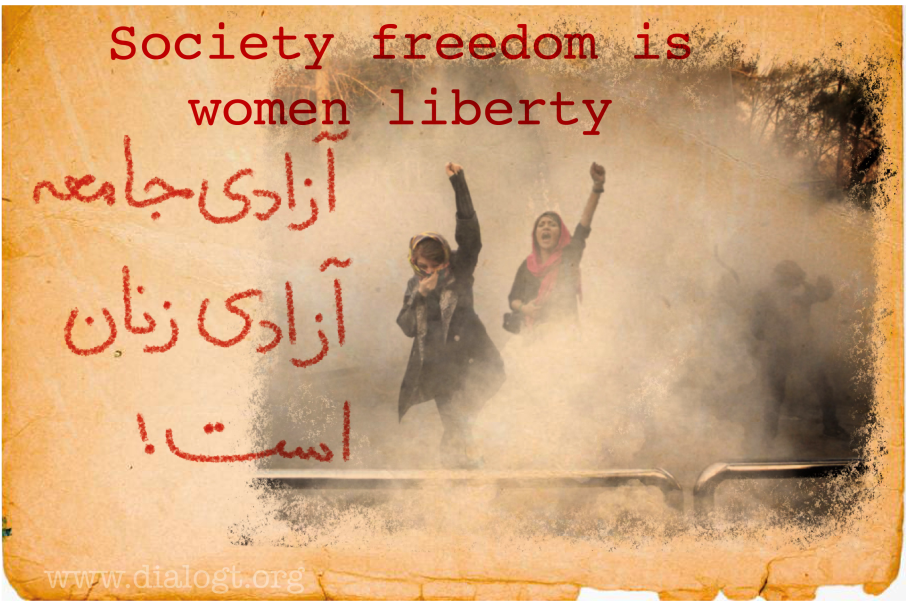 Society freedom is
women liberty
آزادی جامعه
آزادی زنان
است!
www.dialogt.org